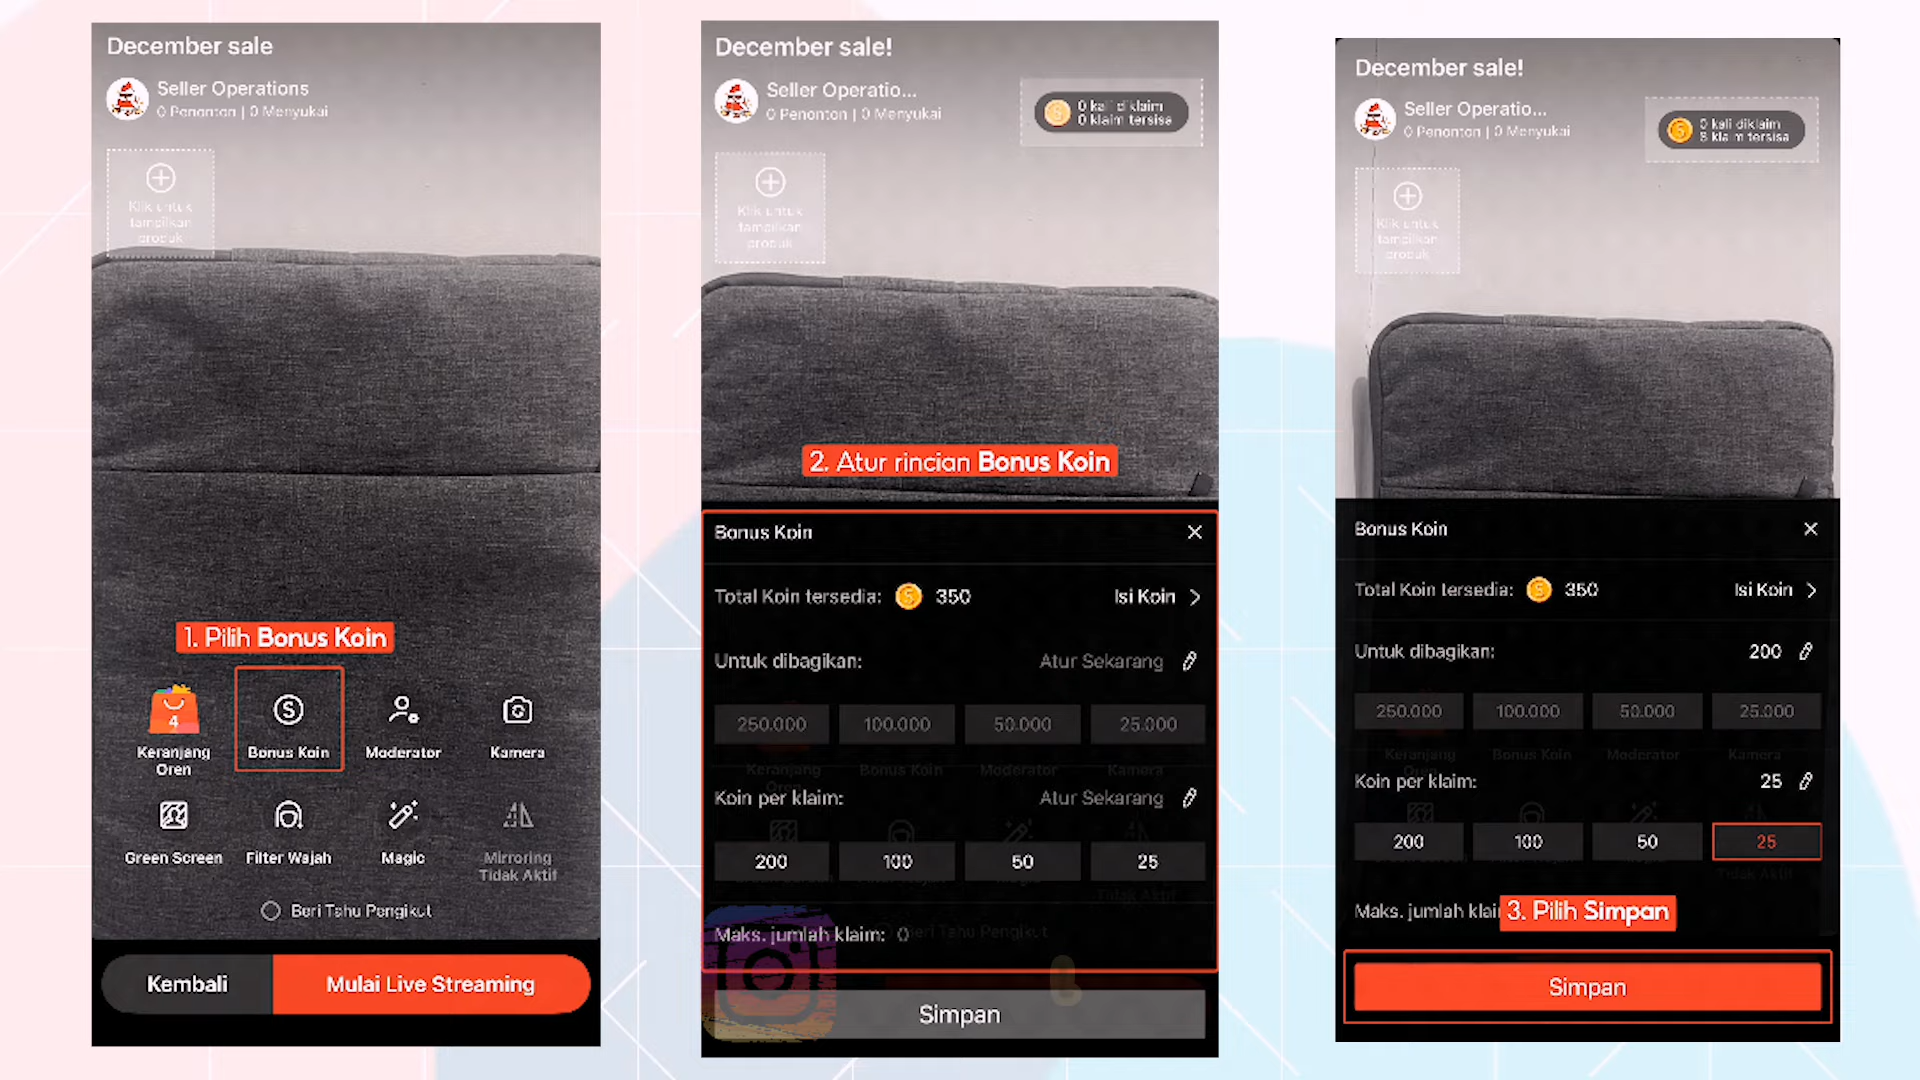 December sale
Seller Operations
0 Penonton | 0 Menyukai
Klik untuk
tampilkan
produk
1. Pilih Bonus Koin
4
Keranjang
Oren
Bonus Koin
Moderator
Kamera
Green Screen
Filter Wajah
Magic
Mirroring
Tidak Aktif
Beri Tahu Pengikut
Kembali
Mulai Live Streaming
December sale!
Seller Operatio...
0 Penonton | 0 Menyukai
0 kali diklaim
0 klaim tersisa
Klik untuk
tampilkan
produk
2. Atur rincian Bonus Koin
Bonus Koin
Total Koin tersedia: 350
Isi Koin
Untuk dibagikan:
Atur Sekarang
250.000
100.000
50.000
25.000
Keranjang
Bonus Koin
Moderator
Kamera
Koin per klaim:
Atur Sekarang
200
100
50
25
Maks. jumlah klaim: 0
Beri Tahu Pengikut
Simpan
December sale!
Seller Operatio...
0 Penonton | 0 Menyukai
0 kali diklaim
8 klaim tersisa
Klik untuk
tampilkan
produk
Bonus Koin
Total Koin tersedia: 350
Isi Koin
Untuk dibagikan:
200
250.000
100.000
50.000
25.000
Keranjang
Bonus Koin
Moderator
Kamera
Koin per klaim:
25
200
100
50
25
Tidak Aktif
Maks. jumlah klai
3. Pilih Simpan
Simpan